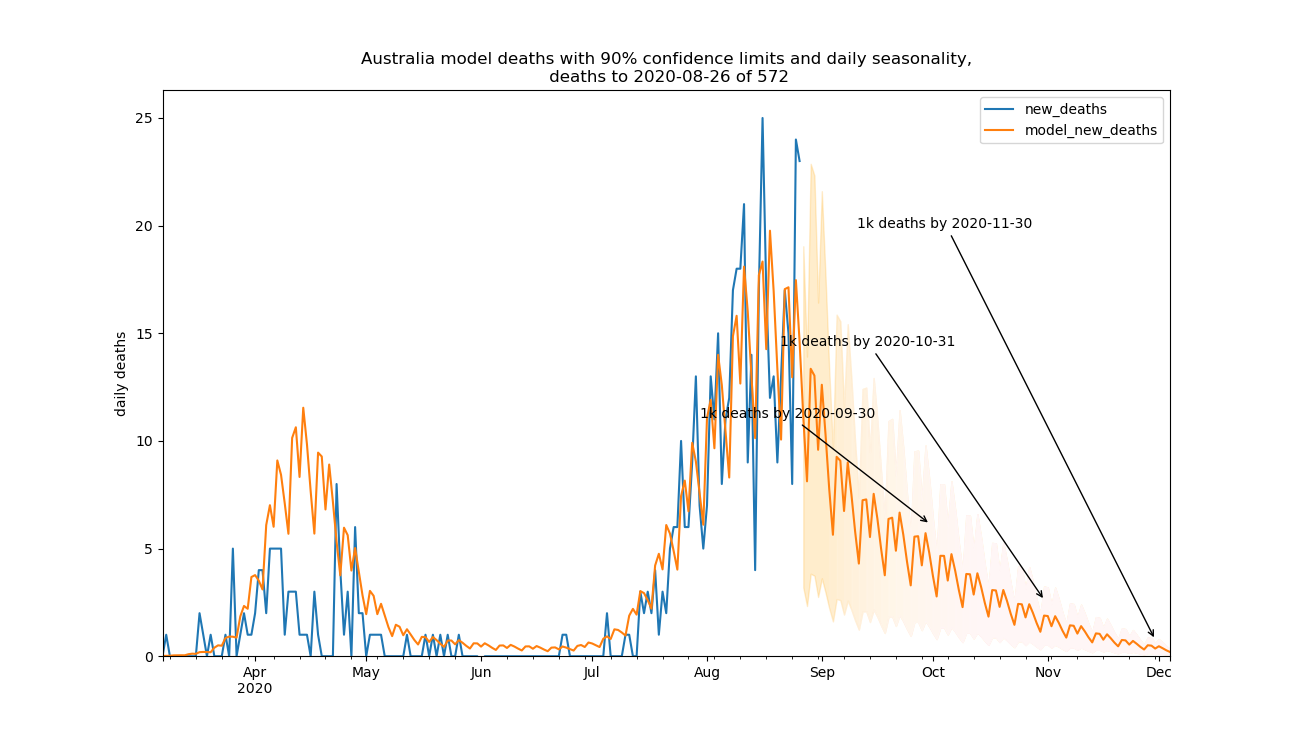 Australia model deaths with 90% confidence limits and daily seasonality,
deaths to 2020-08-26 of 572
new_deaths
model_new_deaths
daily deaths
25
20
15
10
5
0
1k deaths by 2020-11-30
1k deaths by 2020-10-31
1k deaths by 2020-09-30
Apr
2020
May
Jun
Jul
Aug
Sep
Oct
Nov
Dec